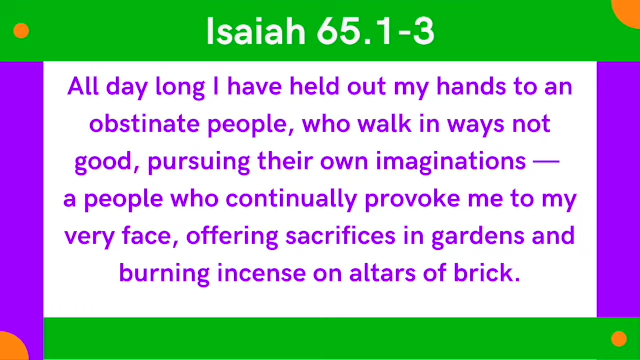 Isaiah 65.1-3
All day long I have held out my hands to an
obstinate people, who walk in ways not
good, pursuing their own imaginations —
a people who continually provoke me to my
very face, offering sacrifices in gardens and
burning incense on altars of brick.